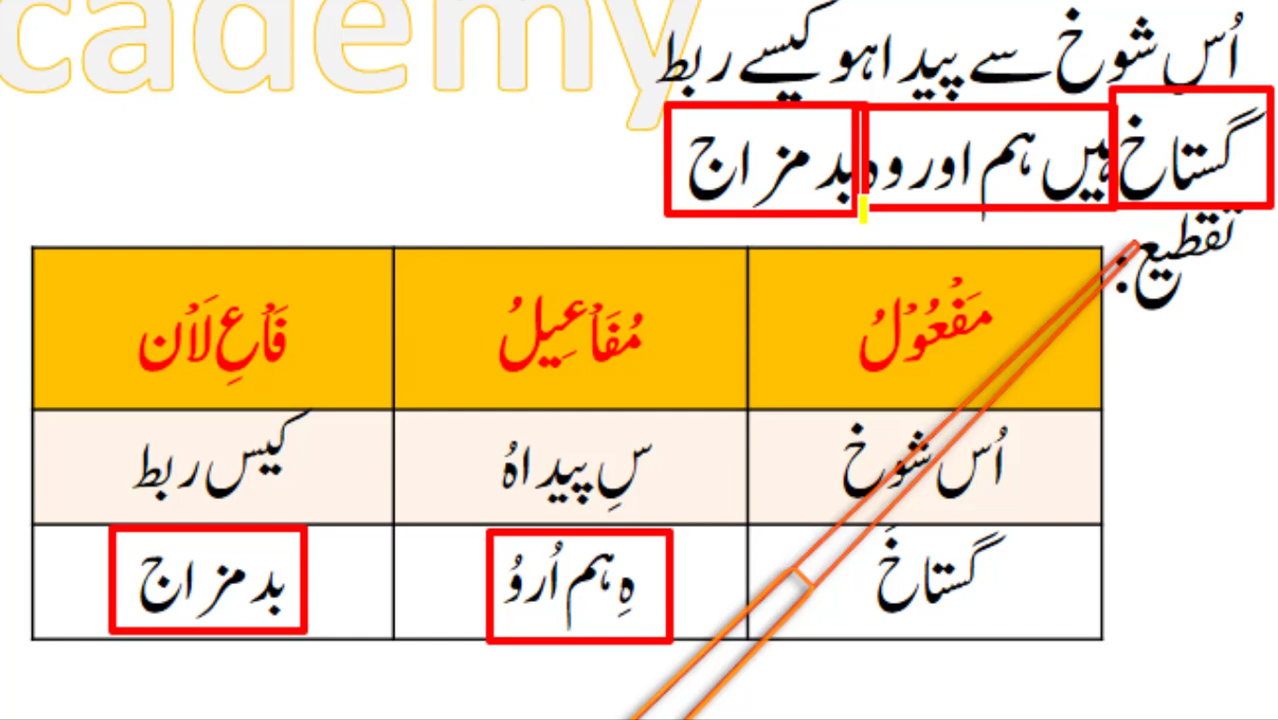 cademy
اُس شوخ سے پیدا ہو کیسے ربط
گستاخ ہیں ہم اور وہ بد مزاج
تقطیع:
مَفْعُوْلُ مُفَاْعِیْلُ فَاْعِ لَاْن
اُس شوخ سِ پیدا ہُ کیس ربط
گستاخَ ہِ ہم اُر وُ بد مزاج